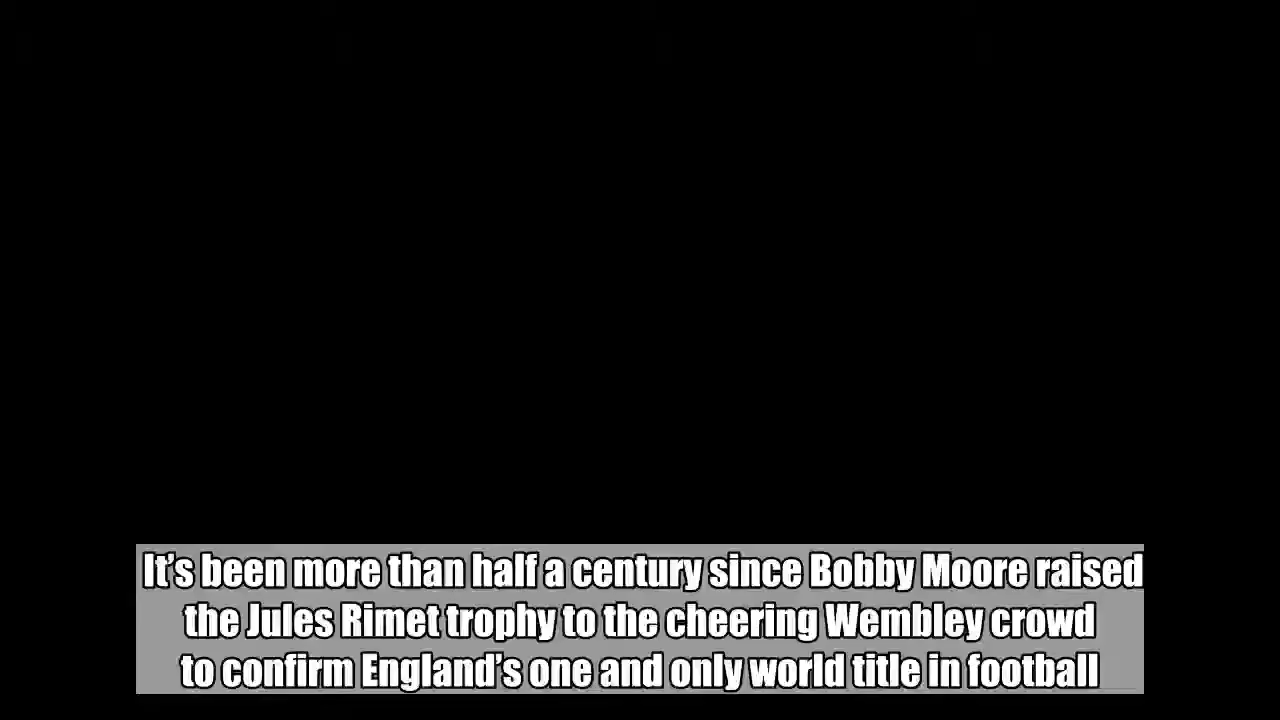 It’s been more than half a century since Bobby Moore raised
the Jules Rimet trophy to the cheering Wembley crowd
to confirm England’s one and only world title in football